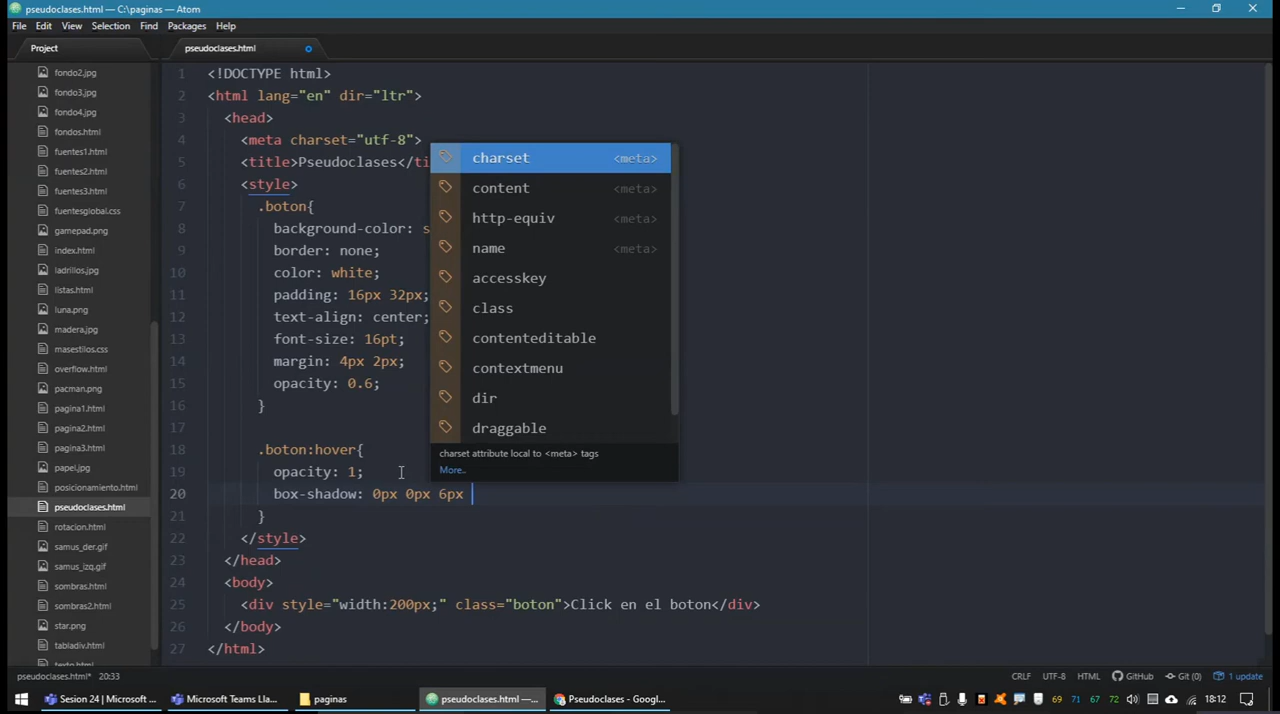 pseudoclases.html — C:\paginas — Atom
File Edit View Selection Find Packages Help
Project
fondo2.jpg
fondo3.jpg
fondo4.jpg
fondos.html
fuentes1.html
fuentes2.html
fuentes3.html
fuentesglobal.css
gamepad.png
index.html
ladrillos.jpg
listas.html
luna.png
madera.jpg
masestilos.css
overflow.html
pacman.png
pagina1.html
pagina2.html
pagina3.html
papel.jpg
posicionamiento.html
pseudoclases.html
rotacion.html
samus_der.gif
samus_izq.gif
sombras.html
sombras2.html
star.png
tabladiv.html
texto.html
pseudoclases.html
1 <!DOCTYPE html>
2 <html lang="en" dir="ltr">
3 <head>
4 <meta charset="utf-8">
5 <title>Pseudoclases</ti
6 <style>
7 .boton{
8 background-color: s
9 border: none;
10 color: white;
11 padding: 16px 32px;
12 text-align: center;
13 font-size: 16pt;
14 margin: 4px 2px;
15 opacity: 0.6;
16 }
17
18 .boton:hover{
19 opacity: 1;
20 box-shadow: 0px 0px 6px
21 }
22 </style>
23 </head>
24 <body>
25 <div style="width:200px;" class="boton">Click en el boton</div>
26 </body>
27 </html>
charset <meta>
content <meta>
http-equiv <meta>
name <meta>
accesskey
class
contenteditable
contextmenu
dir
draggable
charset attribute local to <meta> tags
More..
pseudoclases.html* 20:33 CRLF UTF-8 HTML GitHub Git (0) 1 update
Sesion 24 | Microsoft ... Microsoft Teams Lla... paginas pseudoclases.html —... Pseudoclases - Googl... 69 71 67 72 18:12